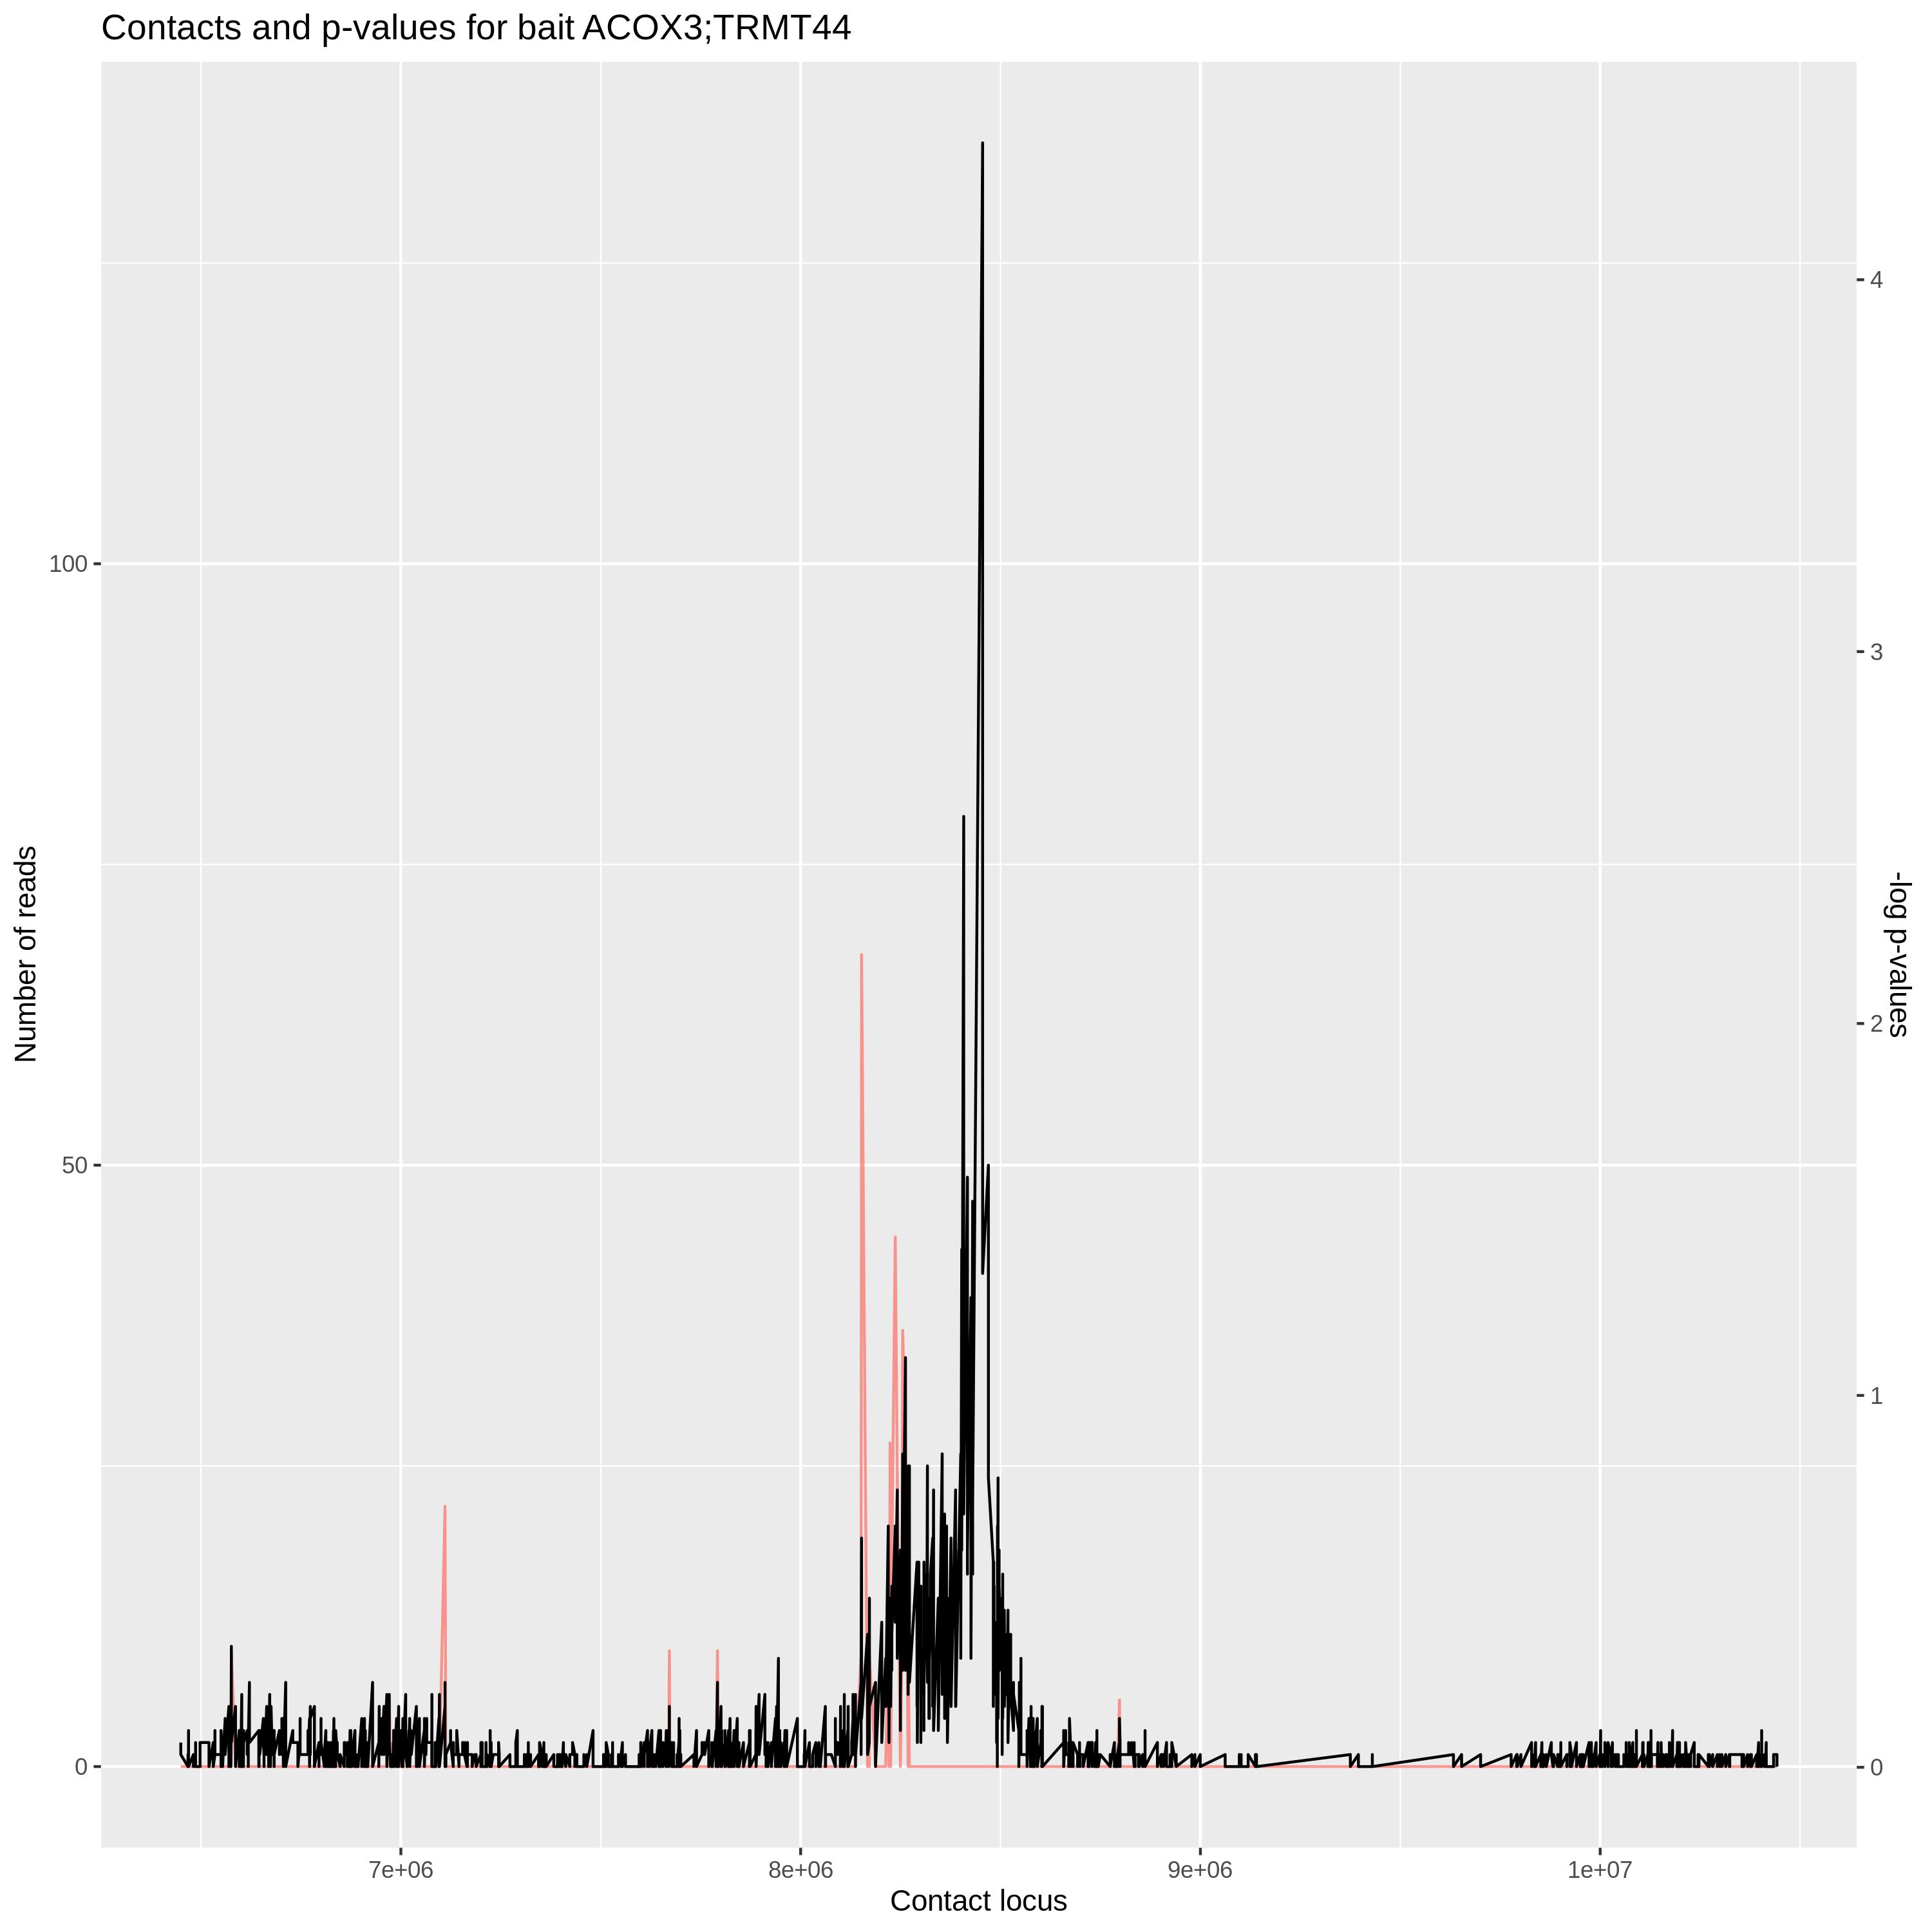 Contacts and p-values for bait ACOX3;TRMT44
Number of reads
100
50
0
4
3
2
1
0
-log p-values
7e+06
8e+06
9e+06
1e+07
Contact locus